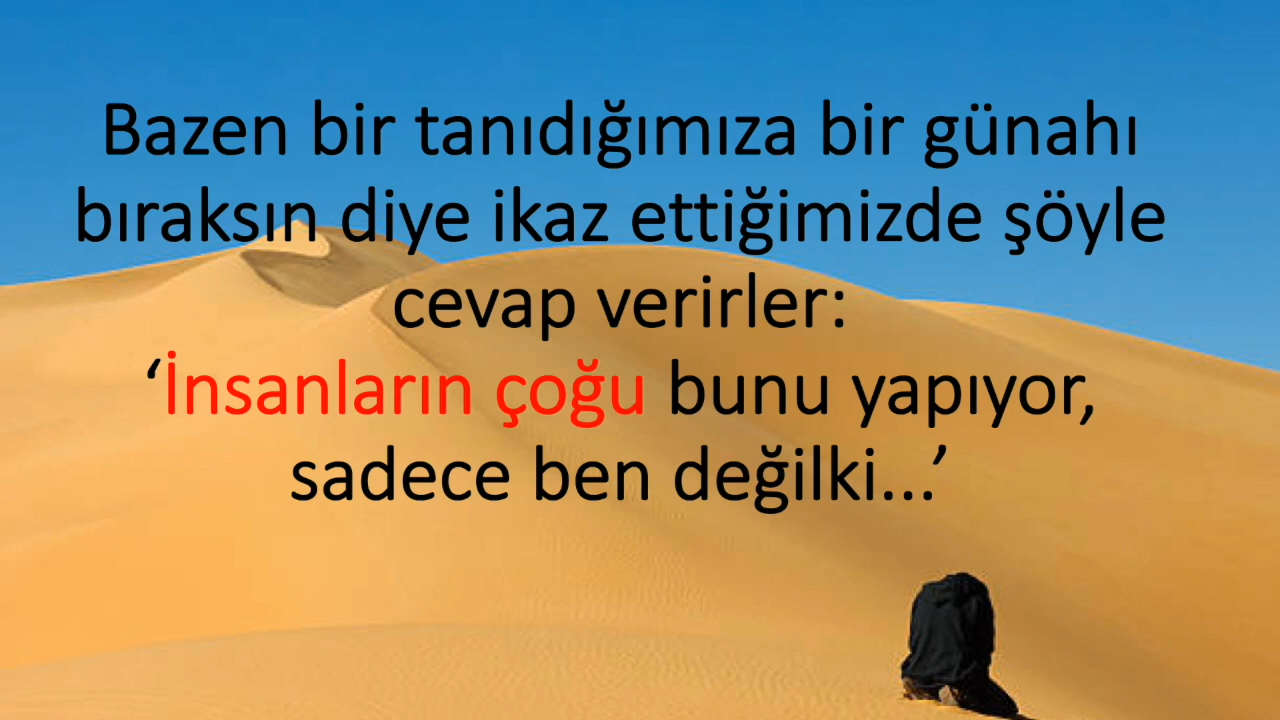 Bazen bir tanıdığımıza bir günahı
bıraksın diye ikaz ettiğimizde şöyle
cevap verirler:
‘İnsanların çoğu bunu yapıyor,
sadece ben değilki...’